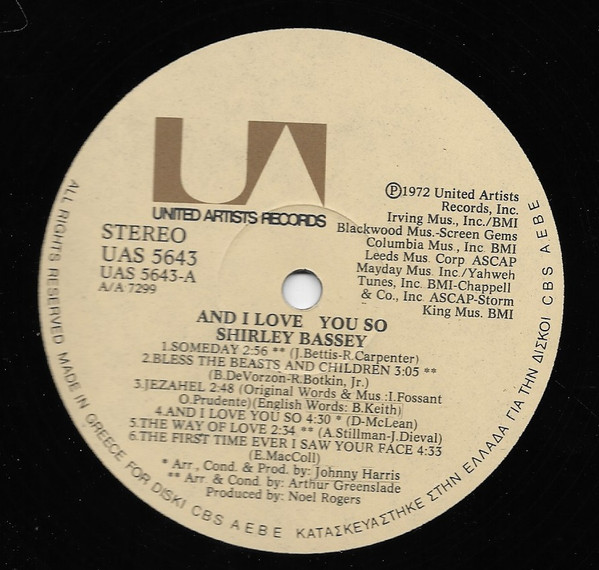 UA
UNITED ARTISTS RECORDS
STEREO
UAS 5643
UAS 5643-A
A/A 7299
Ⓟ1972 United Artists
Records, Inc.
Irving Mus., Inc./BMI
Blackwood Mus.-Screen Gems
Columbia Mus., Inc. BMI
Leeds Mus. Corp ASCAP
Mayday Mus. Inc./Yahweh
Tunes, Inc. BMI-Chappell
& Co., Inc. ASCAP-Storm
King Mus. BMI
AND I LOVE YOU SO
SHIRLEY BASSEY
1.SOMEDAY 2:56 ** (J.Bettis-R.Carpenter)
2.BLESS THE BEASTS AND CHILDREN 3:05 **
(B.DeVorzon-R.Botkin, Jr.)
3.JEZAHEL 2:48 (Original Words & Mus :I.Fossant
O.Prudente)(English Words: B.Keith)
4.AND I LOVE YOU SO 4:30 * (D-McLean)
5.THE WAY OF LOVE 2:34 ** (A.Stillman-J.Dieval)
6.THE FIRST TIME EVER I SAW YOUR FACE 4:33
(E.MacColl)
* Arr., Cond. & Prod. by: Johnny Harris
** Arr. & Cond. by: Arthur Greenslade
Produced by: Noel Rogers
ALL RIGHTS RESERVED MADE IN GREECE FOR DISKI CBS AEBE ΚΑΤΑΣΚΕΥΑΣΤΗΚΕ ΣΤΗΝ ΕΛΛΑΔΑ ΓΙΑ ΤΗΝ ΔΙΣΚΟΙ CBS AEBE